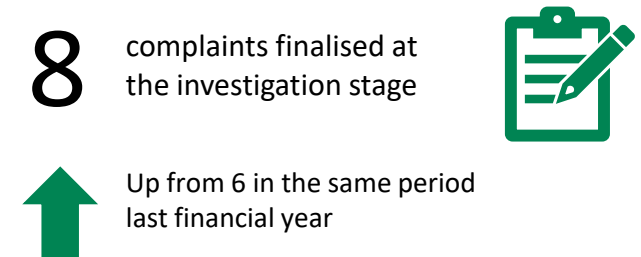 8
complaints finalised at
the investigation stage
Up from 6 in the same period
last financial year